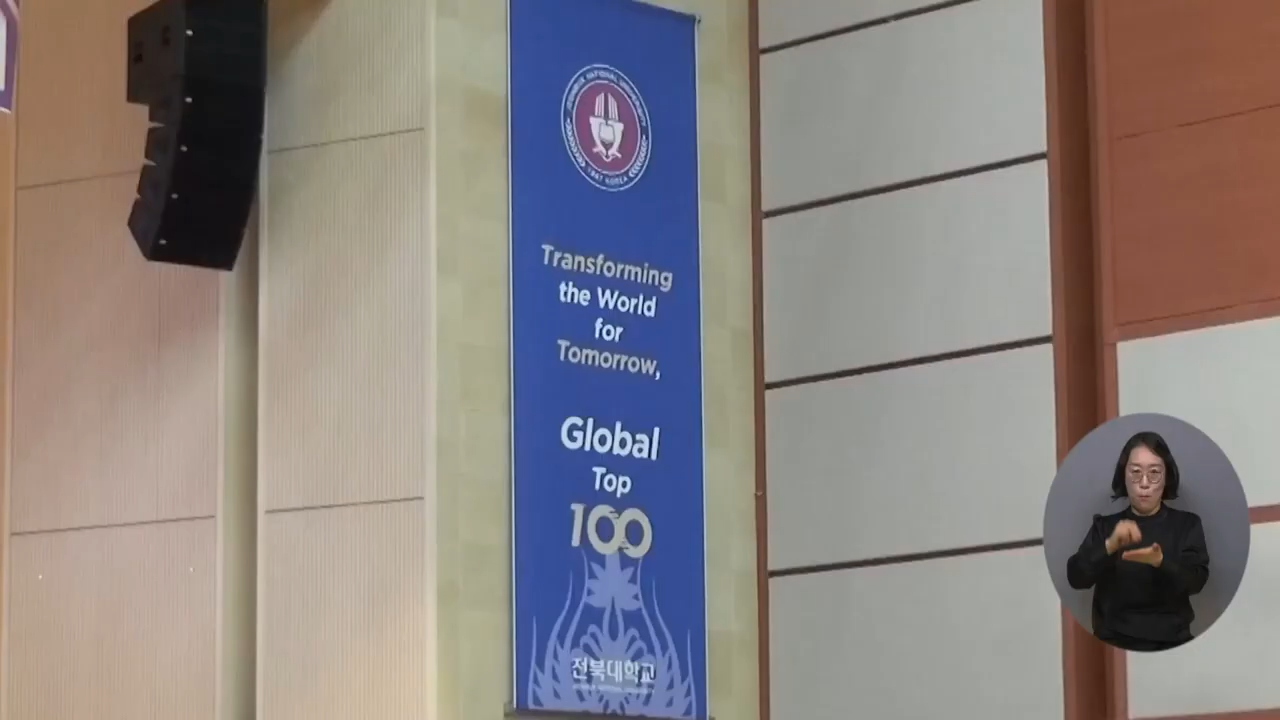 Transforming
the World
for
Tomorrow,
Global
Top
100
전북대학교